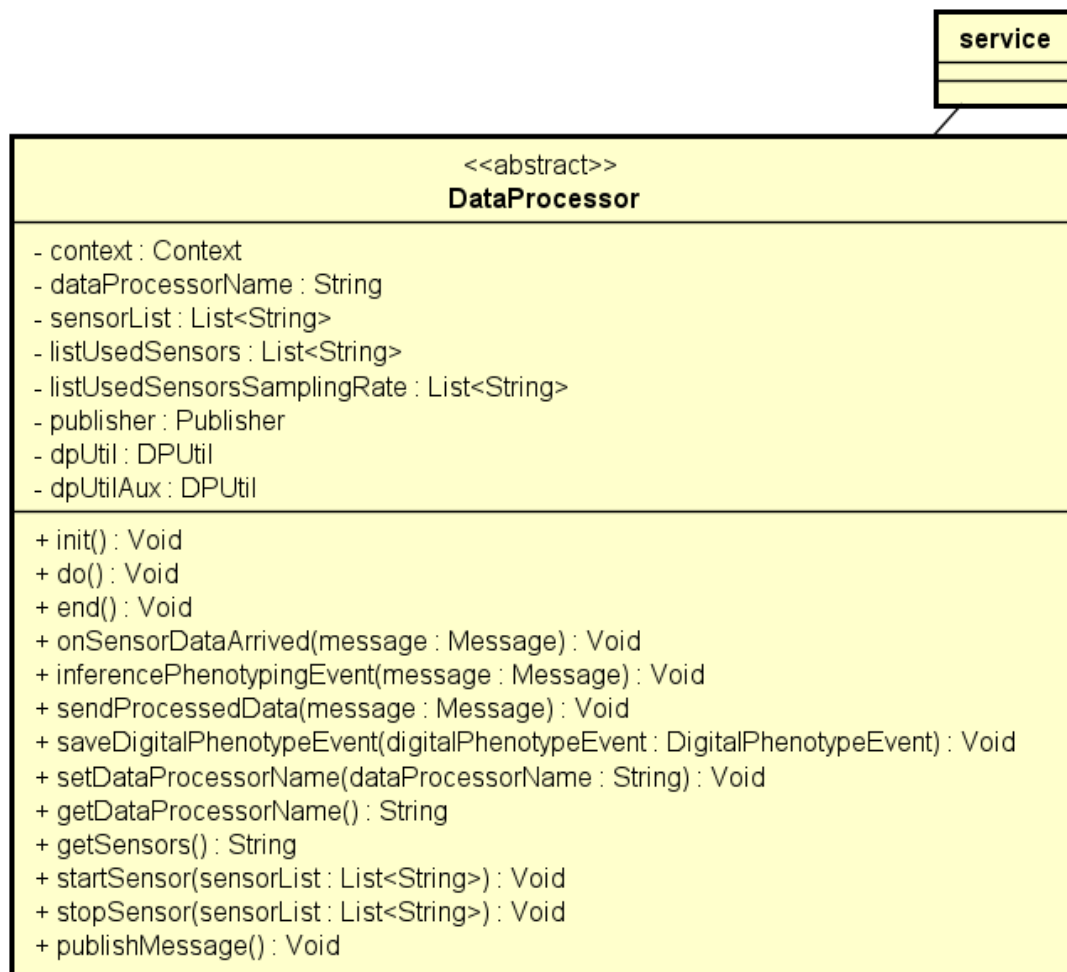 service
<<abstract>>
DataProcessor
- context : Context
- dataProcessorName : String
- sensorList : List<String>
- listUsedSensors : List<String>
- listUsedSensorsSamplingRate : List<String>
- publisher : Publisher
- dpUtil : DPUtil
- dpUtilAux : DPUtil
+ init() : Void
+ do() : Void
+ end() : Void
+ onSensorDataArrived(message : Message) : Void
+ inferencePhenotypingEvent(message : Message) : Void
+ sendProcessedData(message : Message) : Void
+ saveDigitalPhenotypeEvent(digitalPhenotypeEvent : DigitalPhenotypeEvent) : Void
+ setDataProcessorName(dataProcessorName : String) : Void
+ getDataProcessorName() : String
+ getSensors() : String
+ startSensor(sensorList : List<String>) : Void
+ stopSensor(sensorList : List<String>) : Void
+ publishMessage() : Void